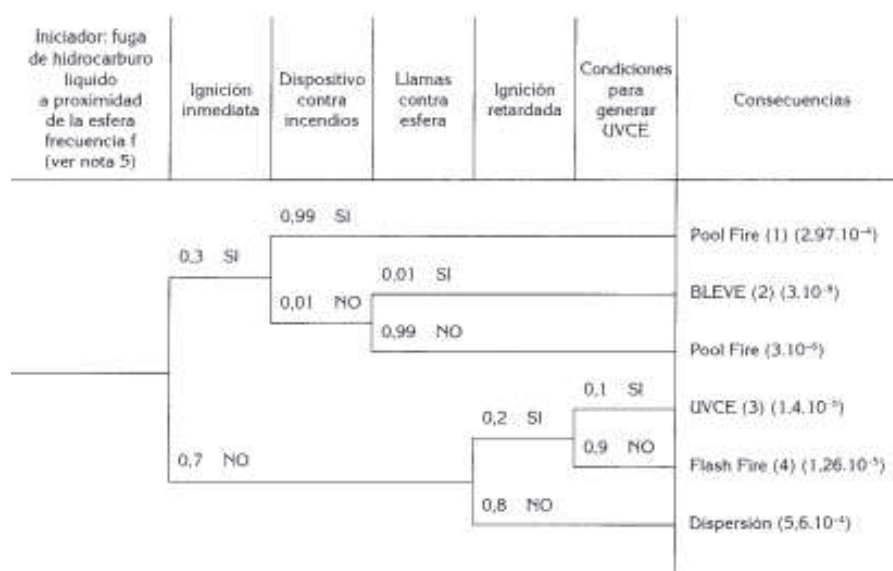 Iniciador: fuga
de hidrocarburo
líquido
a proximidad
de la esfera
frecuencia f
(ver nota 5)
Ignición
inmediata
Dispositivo
contra
incendios
Llamas
contra
esfera
Ignición
retardada
Condiciones
para
generar
UVCE
Consecuencias
0,99 SI
Pool Fire (1) (2,97.10⁻⁴)
0,3 SI
0,01 SI
BLEVE (2) (3.10⁻⁸)
0,01 NO
0,99 NO
Pool Fire (3.10⁻⁶)
0,1 SI
UVCE (3) (1.4.10⁻⁵)
0,2 SI
0,9 NO
Flash Fire (4) (1,26.10⁻⁵)
0,7 NO
0,8 NO
Dispersión (5,6.10⁻⁴)